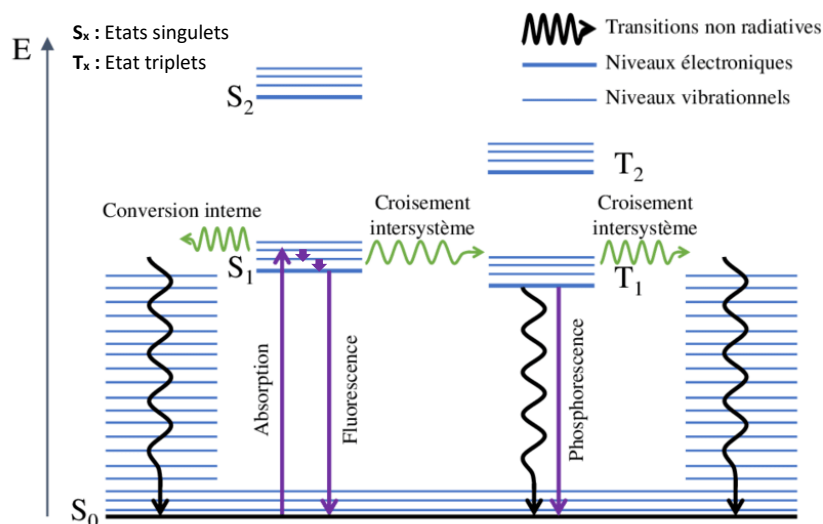 E
Sₓ : Etats singulets
Tₓ : Etat triplets
Transitions non radiatives
Niveaux électroniques
Niveaux vibrationnels
S₂
T₂
Conversion interne
Croisement
intersystème
Croisement
intersystème
S₁
T₁
Absorption
Fluorescence
Phosphorescence
S₀